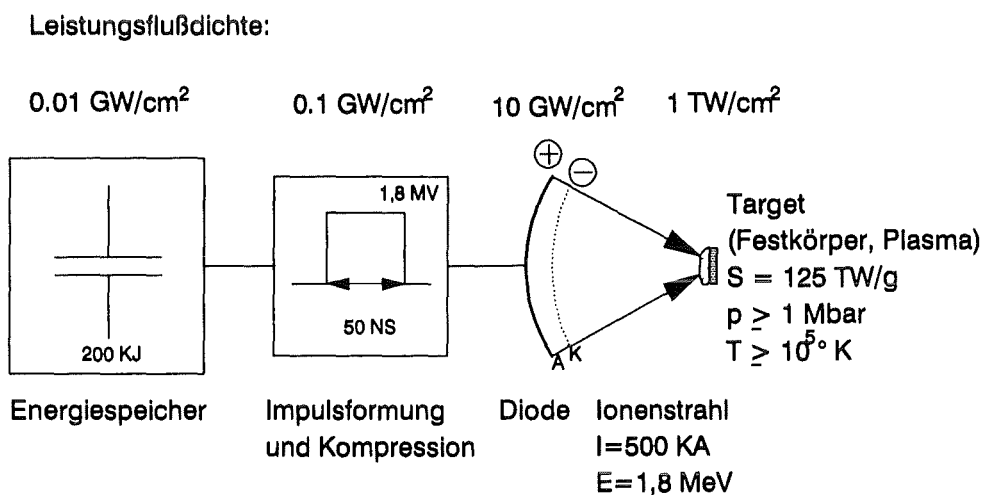 Leistungsflußdichte:
0.01 GW/cm²
0.1 GW/cm²
10 GW/cm²
1 TW/cm²
200 KJ
1,8 MV
50 NS
+
−
A K
Target
(Festkörper, Plasma)
S = 125 TW/g
p ≥ 1 Mbar
T ≥ 10⁵° K
Energiespeicher
Impulsformung
und Kompression
Diode
Ionenstrahl
I=500 KA
E=1,8 MeV